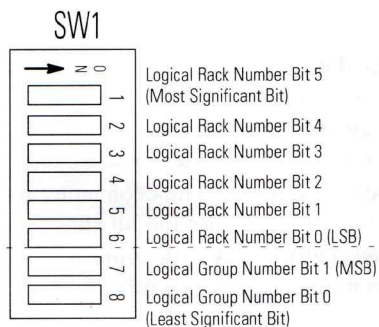 SW1
ON
1 Logical Rack Number Bit 5
(Most Significant Bit)
2 Logical Rack Number Bit 4
3 Logical Rack Number Bit 3
4 Logical Rack Number Bit 2
5 Logical Rack Number Bit 1
6 Logical Rack Number Bit 0 (LSB)
7 Logical Group Number Bit 1 (MSB)
8 Logical Group Number Bit 0
(Least Significant Bit)